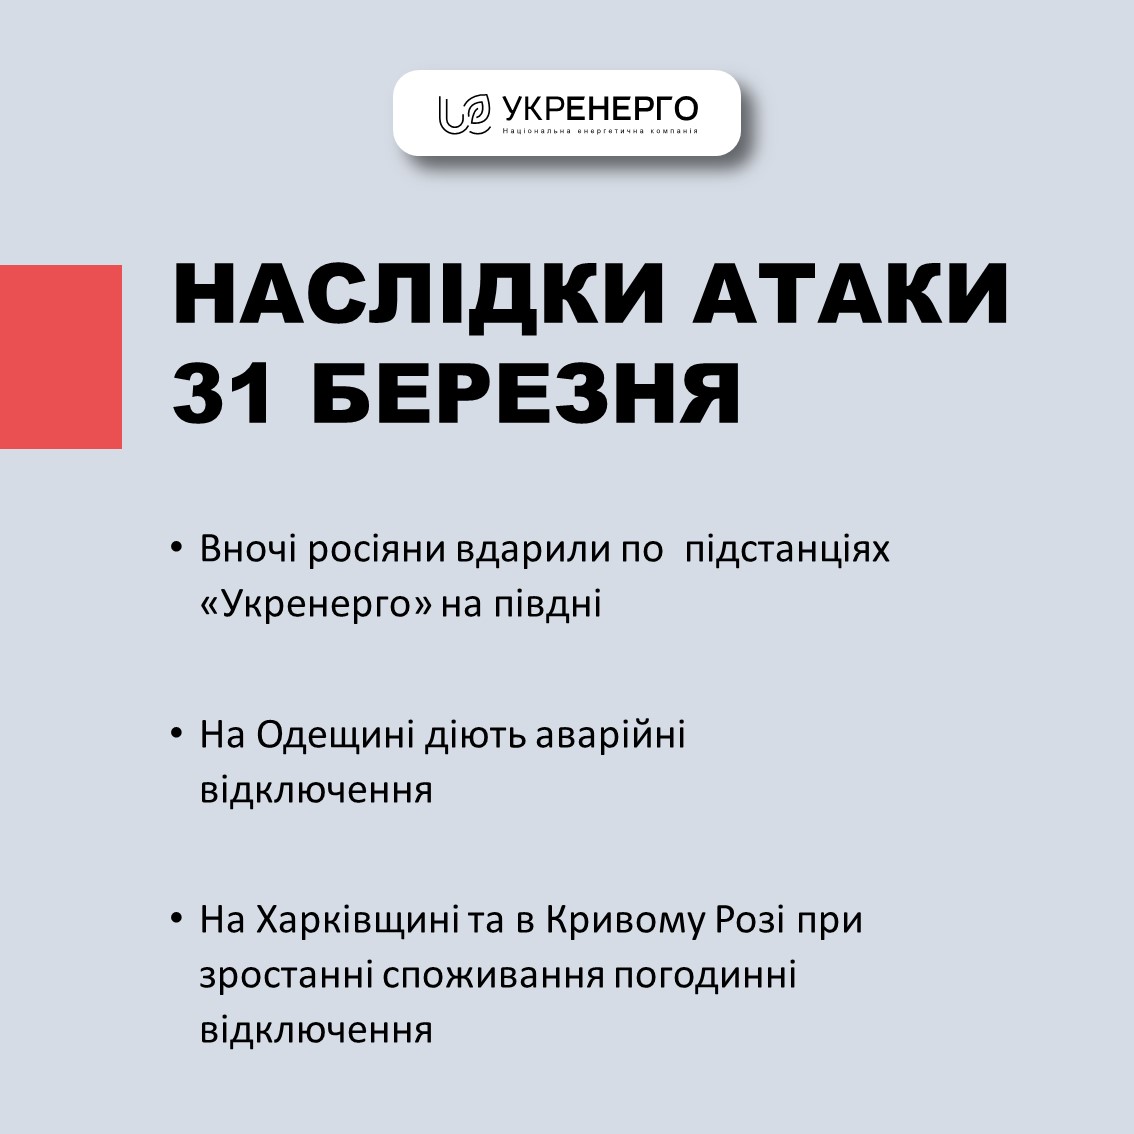 УКРЕНЕРГО
Національна енергетична компанія
НАСЛІДКИ АТАКИ
31 БЕРЕЗНЯ
• Вночі росіяни вдарили по підстанціях
«Укренерго» на півдні
• На Одещині діють аварійні
відключення
• На Харківщині та в Кривому Розі при
зростанні споживання погодинні
відключення